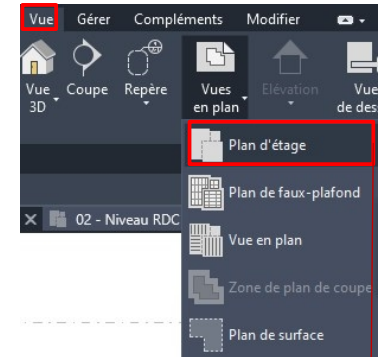 Vue Gérer Compléments Modifier
Vue 3D
Coupe
Repère
Vues en plan
Elévation
Vue
de des
Plan d'étage
Plan de faux-plafond
02 - Niveau RDC
Vue en plan
Zone de plan de coupe
Plan de surface